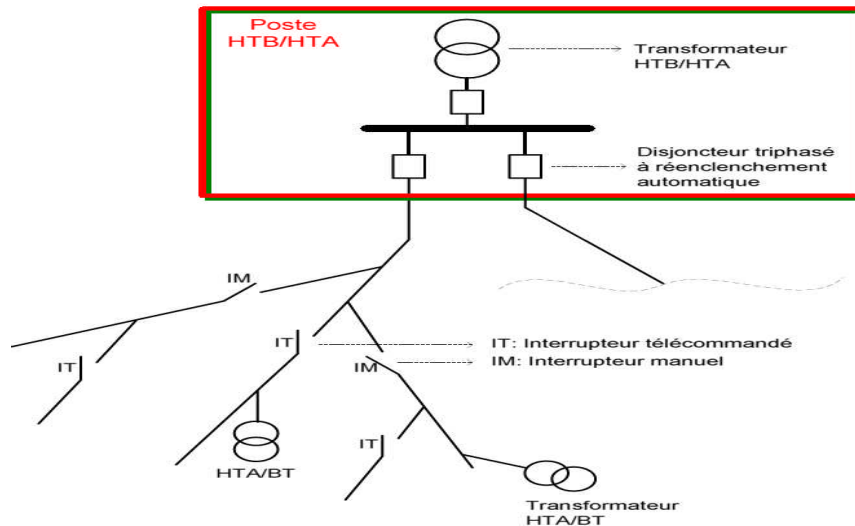 Poste
HTB/HTA
Transformateur
HTB/HTA
Disjoncteur triphasé
à réenclenchement
automatique
IM
IT
IT: Interrupteur télécommandé
IM
IM: Interrupteur manuel
IT
IT
HTA/BT
Transformateur
HTA/BT